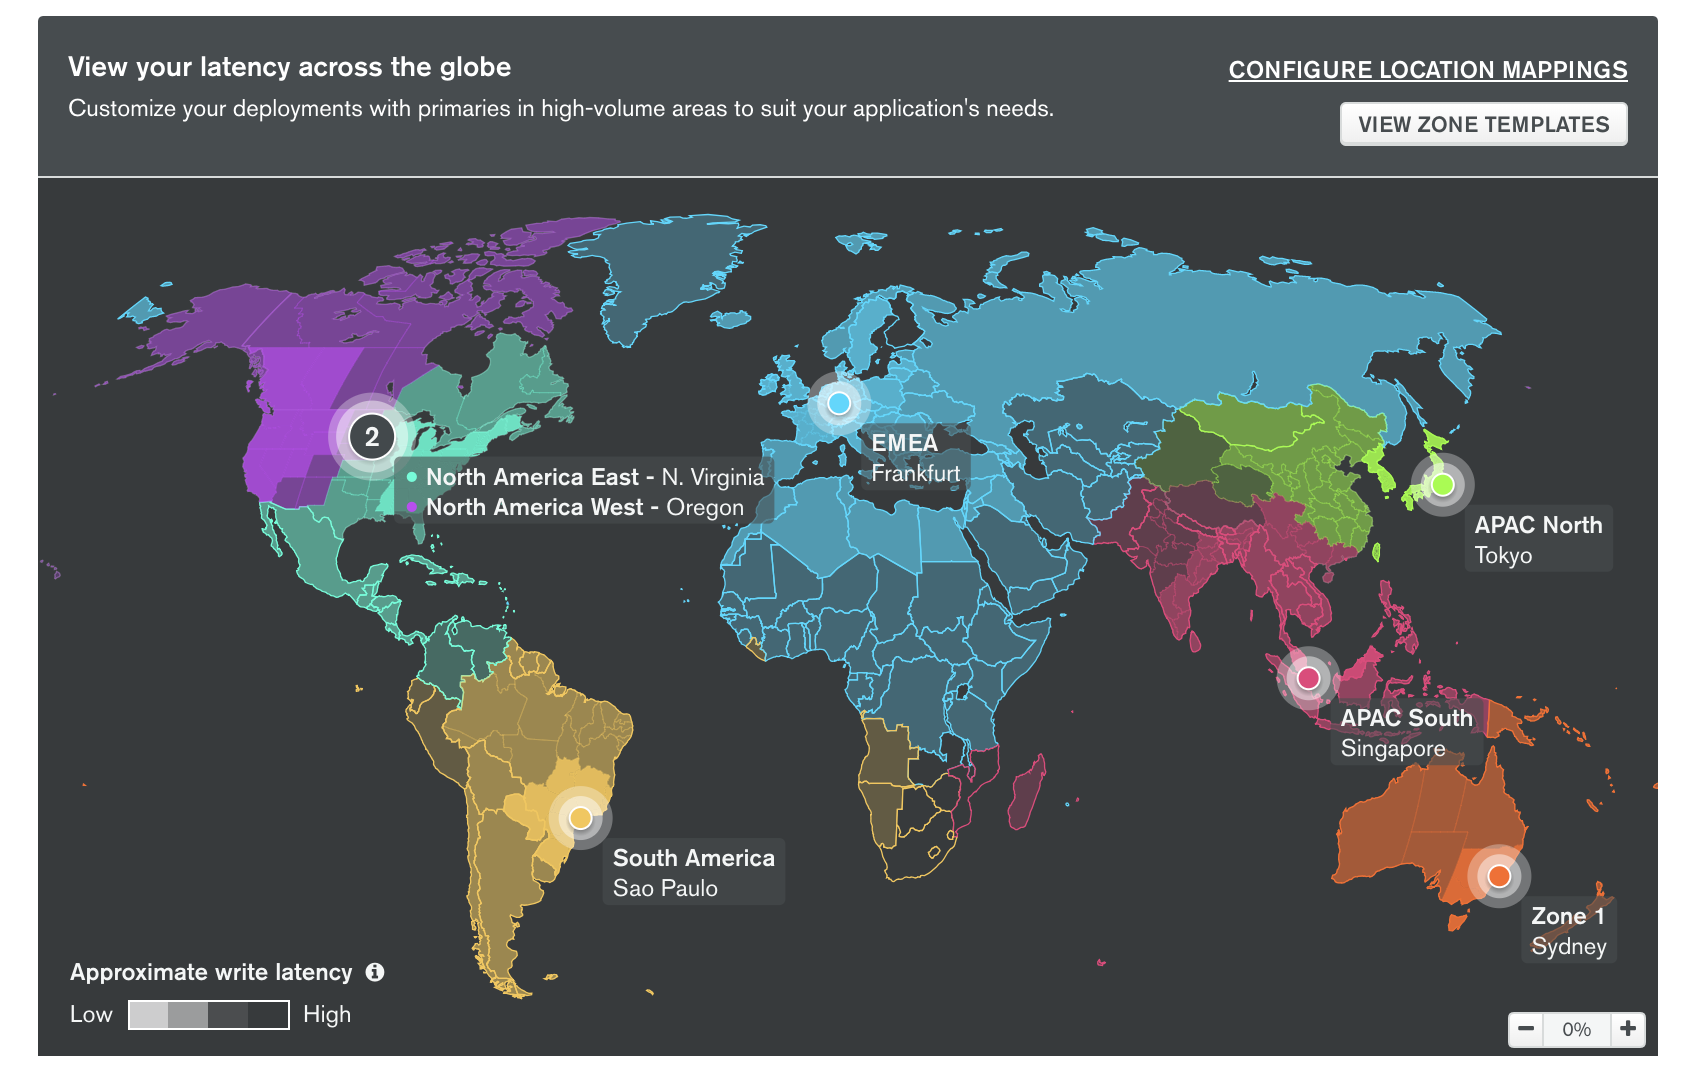 View your latency across the globe
CONFIGURE LOCATION MAPPINGS
Customize your deployments with primaries in high-volume areas to suit your application's needs.
VIEW ZONE TEMPLATES
2
EMEA
Frankfurt
North America East - N. Virginia
North America West - Oregon
APAC North
Tokyo
APAC South
Singapore
South America
Sao Paulo
Zone 1
Sydney
Approximate write latency
Low High
0%